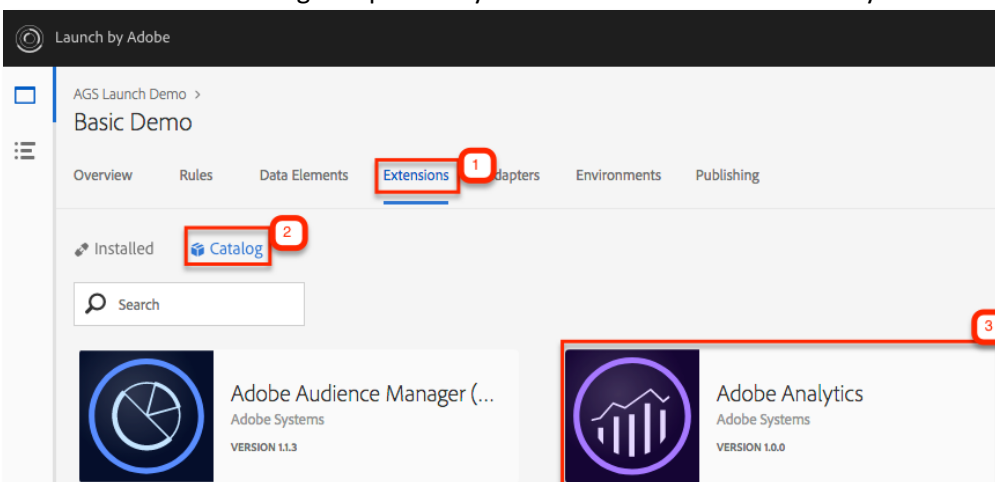 Launch by Adobe
AGS Launch Demo >
Basic Demo
Overview Rules Data Elements Extensions 1 dapters Environments Publishing
Installed Catalog 2
Search
3
Adobe Audience Manager (... Adobe Analytics
Adobe Systems Adobe Systems
VERSION 1.1.3 VERSION 1.0.0